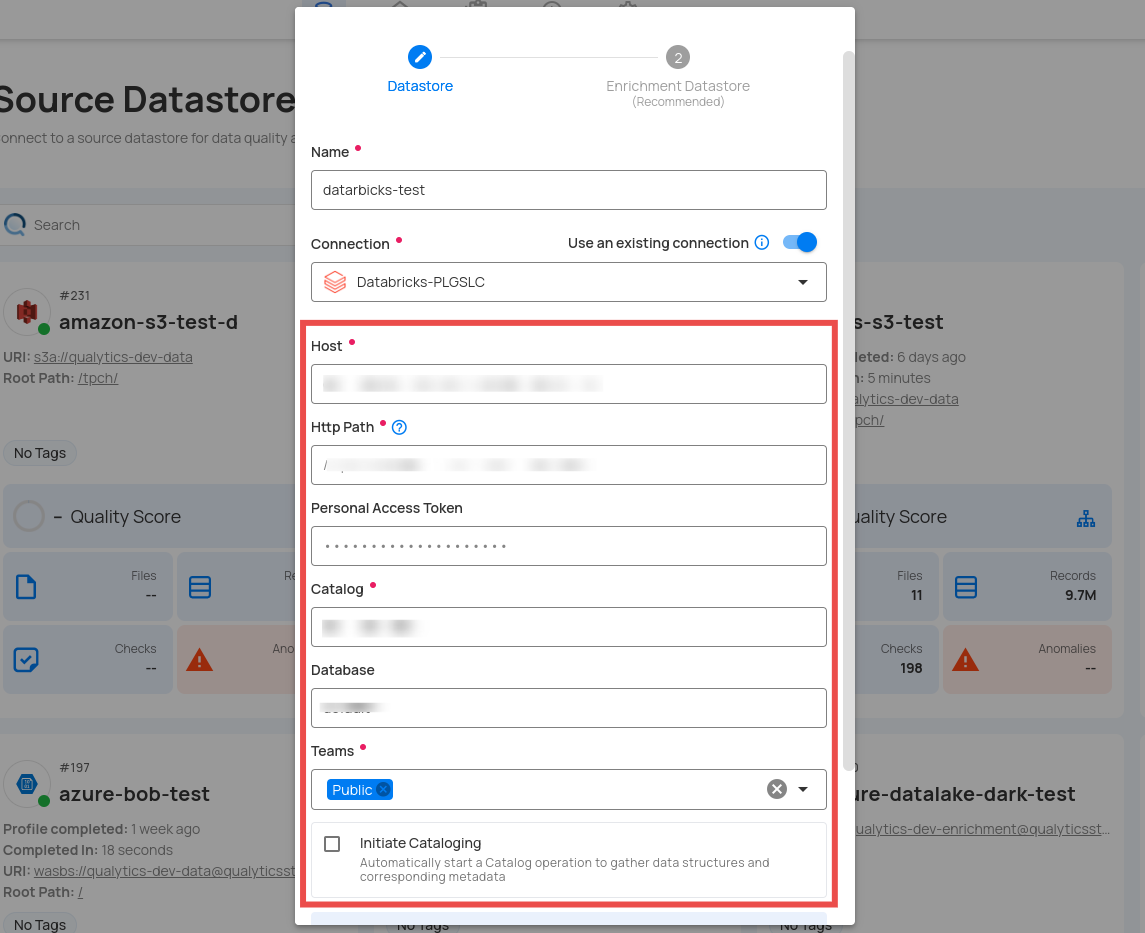 Datastore
2
Enrichment Datastore
(Recommended)
Source Datastore
onnect to a source datastore for data quality a
Search
Name
datarbicks-test
Connection
Use an existing connection
Databricks-PLGSLC
Host
Http Path
/
Personal Access Token
Catalog
Database
Teams
Public
Initiate Cataloging
Automatically start a Catalog operation to gather data structures and
corresponding metadata
#231
amazon-s3-test-d
URI: s3a://qualytics-dev-data
Root Path: /tpch/
No Tags
– Quality Score
Files
--
Re
Checks
--
Ano
s-s3-test
leted: 6 days ago
n: 5 minutes
alytics-dev-data
pch/
uality Score
Files
11
Records
9.7M
Checks
198
Anomalies
--
#197
azure-bob-test
Profile completed: 1 week ago
Completed In: 18 seconds
URI: wasbs://qualytics-dev-data@qualyticsst
Root Path: /
No Tags
No Tags
ure-datalake-dark-test
ualytics-dev-enrichment@qualyticsst...
No Tags